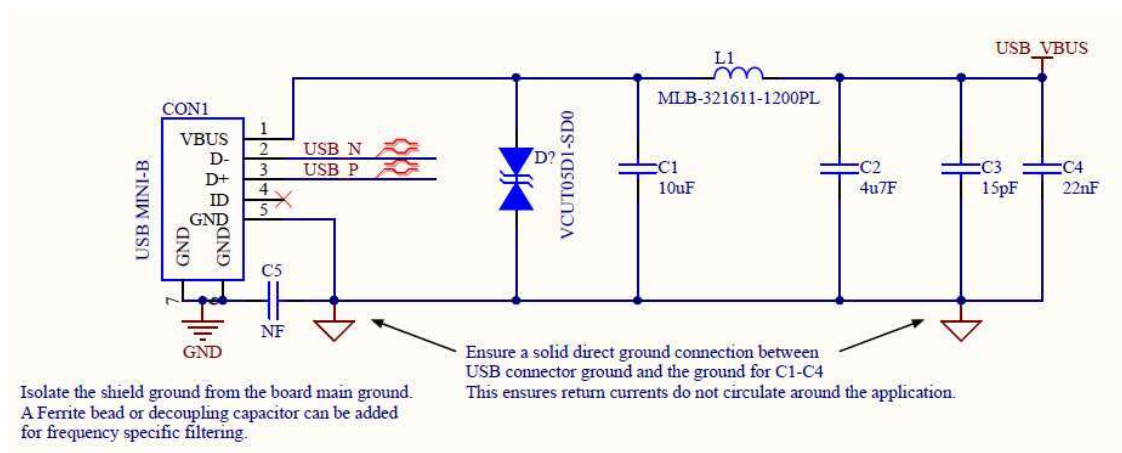 USB_VBUS
L1
MLB-321611-1200PL
CON1
VBUS 1
D- 2 USB_N
D+ 3 USB_P
ID 4
GND 5
USB MINI-B
GND
GND
7
D?
VCUT05D1-SD0
C1
10uF
C2
4u7F
C3
15pF
C4
22nF
C5
NF
GND
Ensure a solid direct ground connection between
USB connector ground and the ground for C1-C4
This ensures return currents do not circulate around the application.
Isolate the shield ground from the board main ground.
A Ferrite bead or decoupling capacitor can be added
for frequency specific filtering.